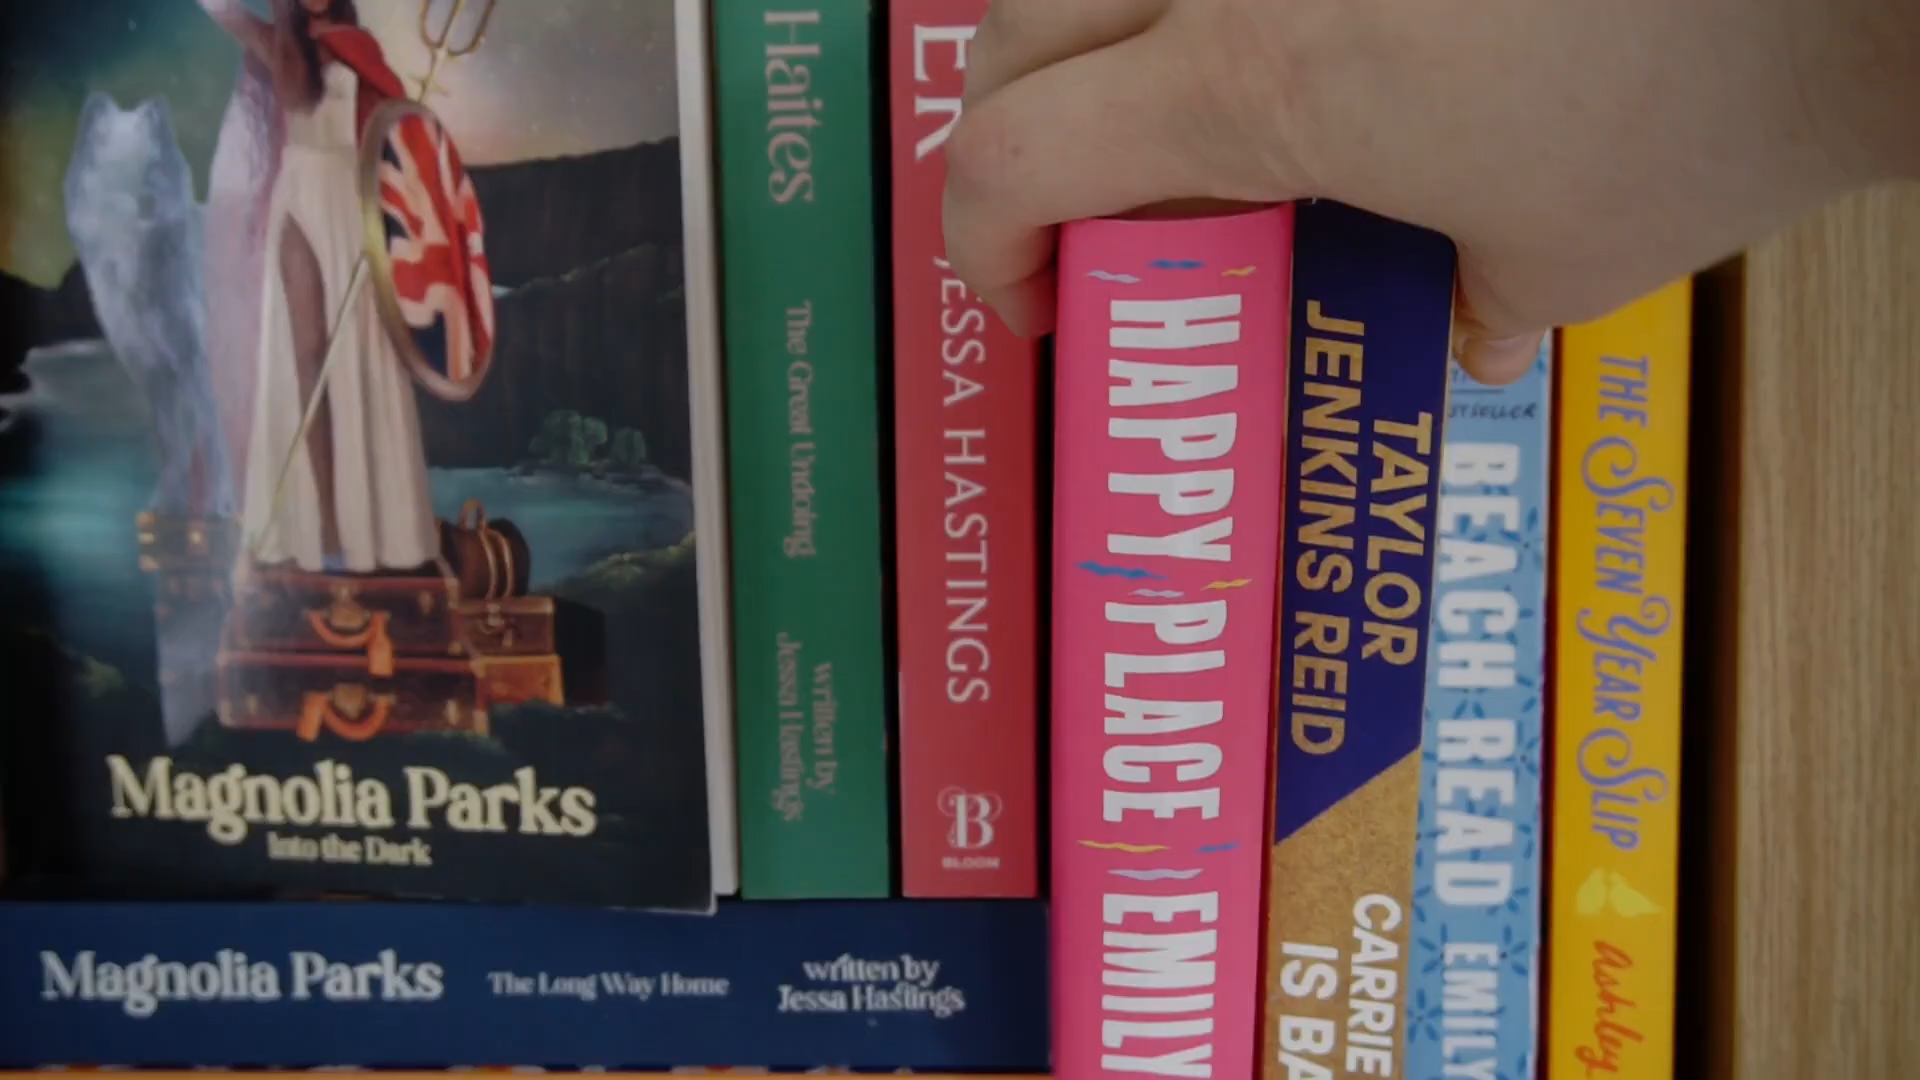 Magnolia Parks
Into the Dark
Magnolia Parks
The Long Way Home
written by
Jessa Hastings
Haites
The Great Undoing
written by
Jessa Hastings
JESSA HASTINGS
B
BLOOM
HAPPY PLACE EMILY
TAYLOR
JENKINS REID
CARRIE
IS BA
BEACH READ EMILY
THE SEVEN YEAR SLIP
Ashley